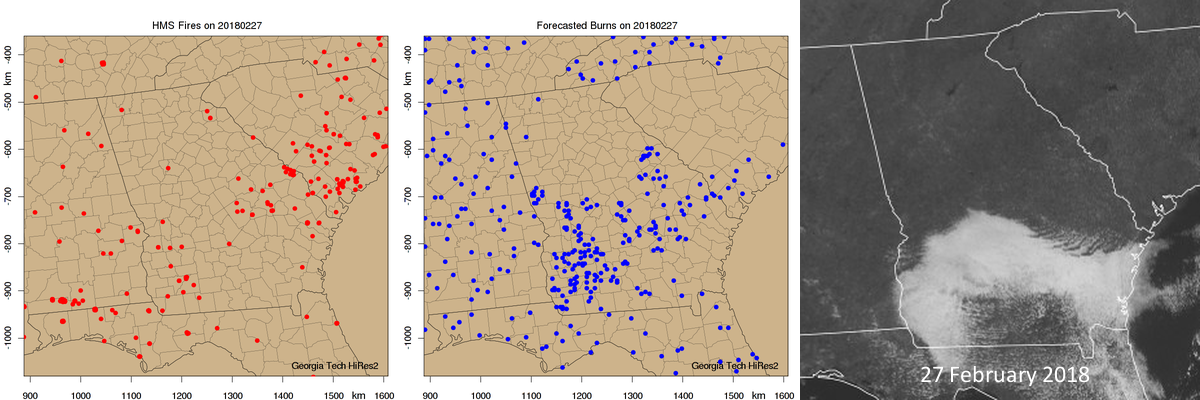 HMS Fires on 20180227
-400
km
-500
-600
-700
-800
-900
-1000
Georgia Tech HiRes2
900 1000 1100 1200 1300 1400 1500 km 1600
Forecasted Burns on 20180227
-400
km
-500
-600
-700
-800
-900
-1000
Georgia Tech HiRes2
900 1000 1100 1200 1300 1400 1500 km 1600
27 February 2018